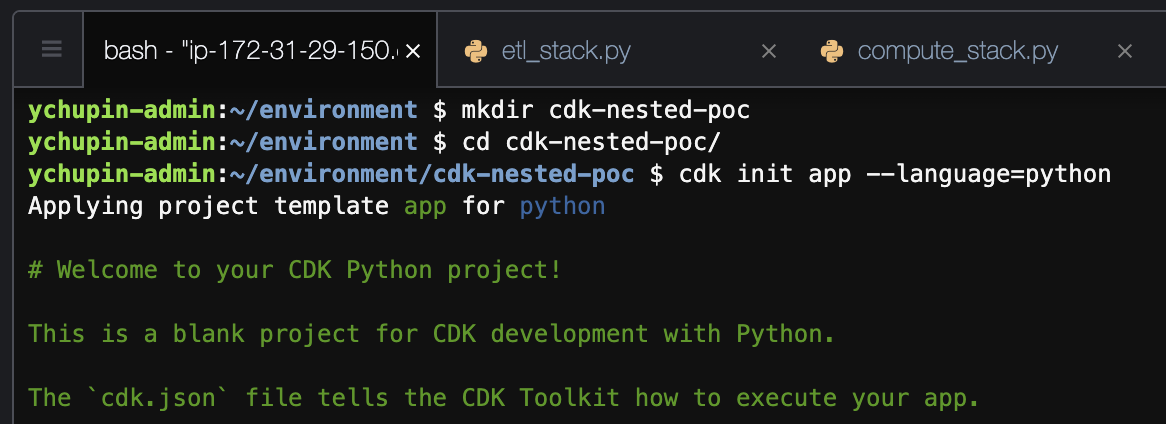 bash - "ip-172-31-29-150.
etl_stack.py
compute_stack.py
ychupin-admin:~/environment $ mkdir cdk-nested-poc
ychupin-admin:~/environment $ cd cdk-nested-poc/
ychupin-admin:~/environment/cdk-nested-poc $ cdk init app --language=python
Applying project template app for python
# Welcome to your CDK Python project!
This is a blank project for CDK development with Python.
The `cdk.json` file tells the CDK Toolkit how to execute your app.